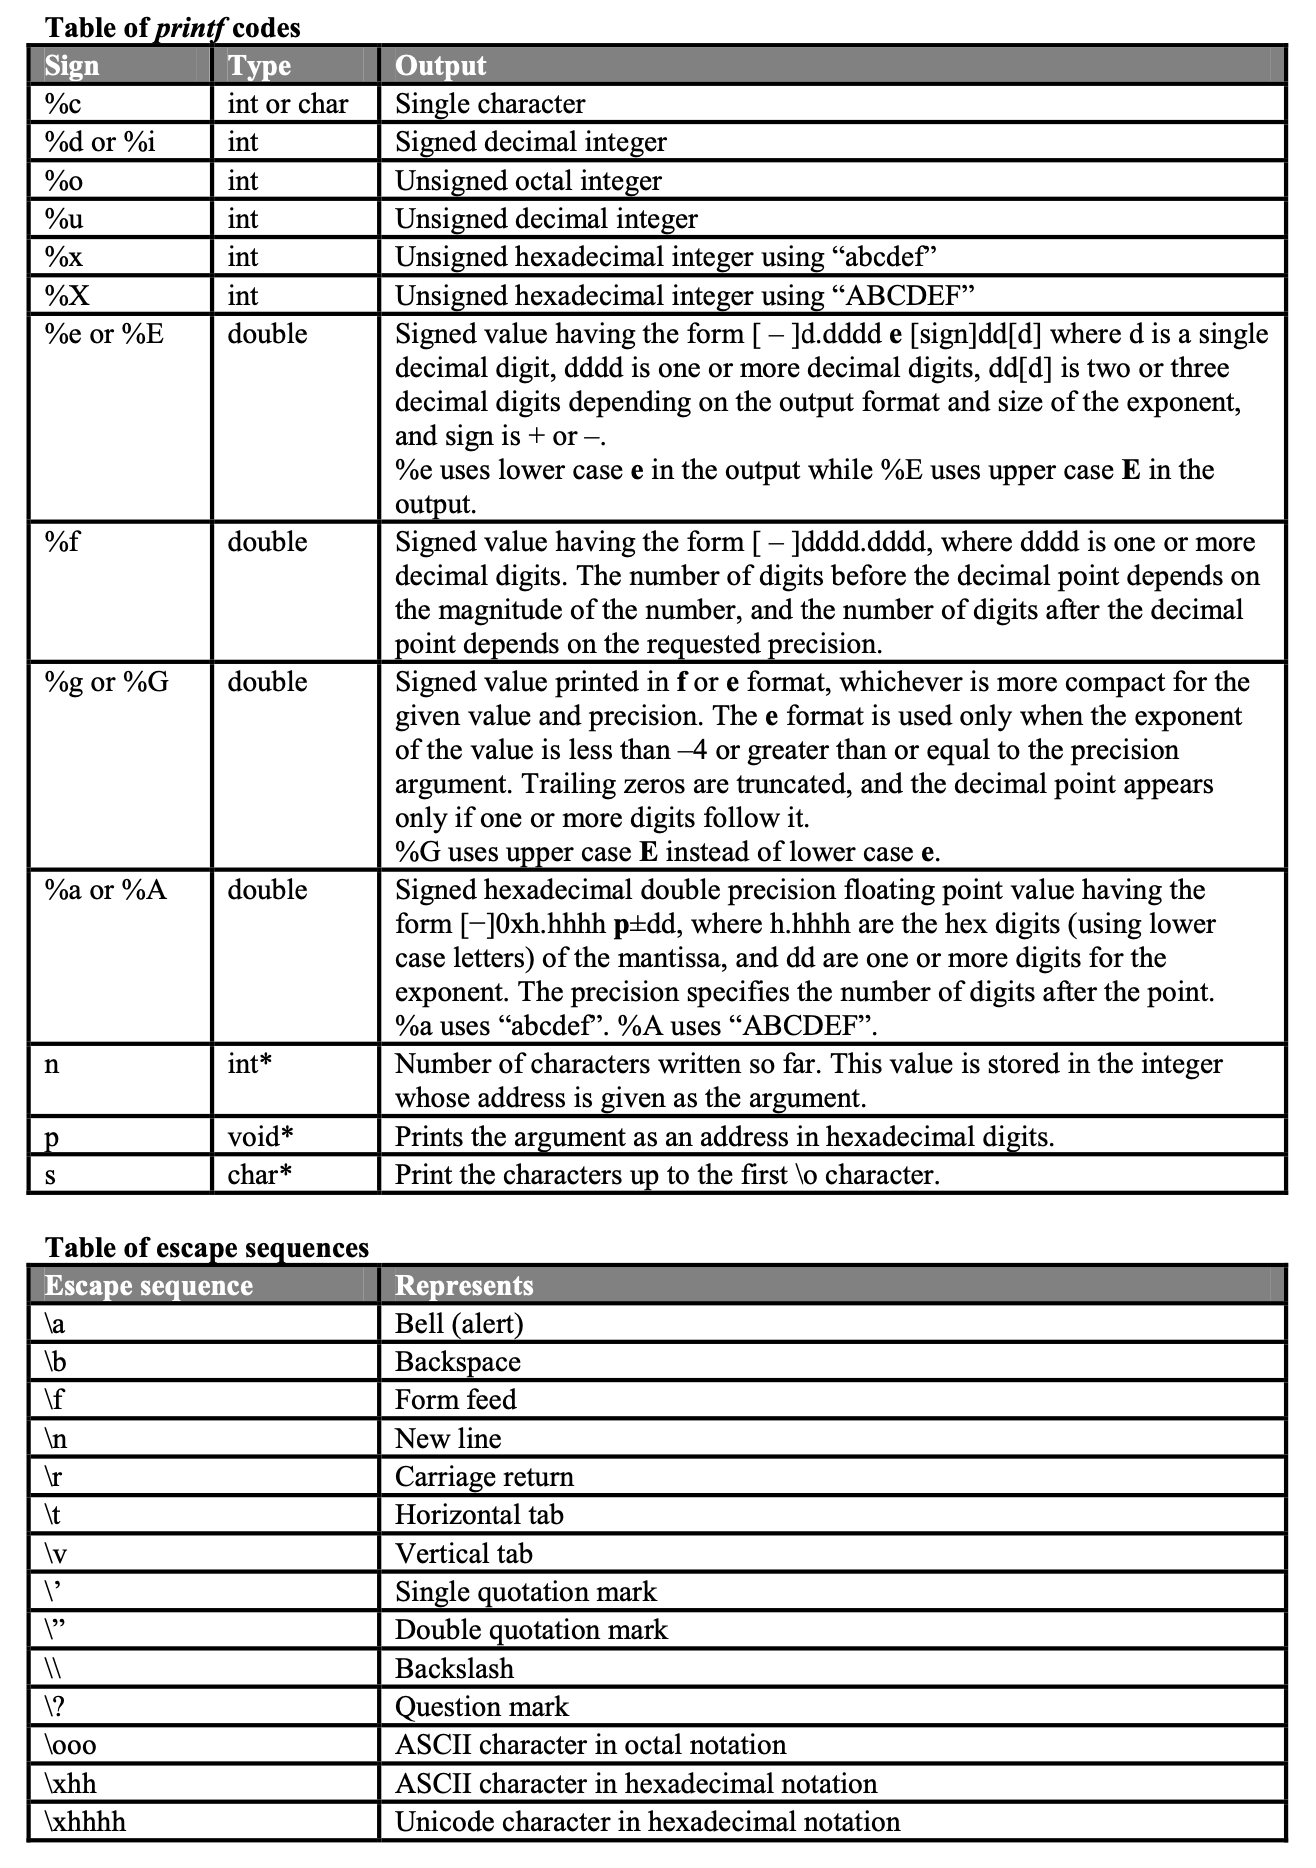 Table of printf codes
Sign Type Output
%c int or char Single character
%d or %i int Signed decimal integer
%o int Unsigned octal integer
%u int Unsigned decimal integer
%x int Unsigned hexadecimal integer using “abcdef”
%X int Unsigned hexadecimal integer using “ABCDEF”
%e or %E double Signed value having the form [ – ]d.dddd e [sign]dd[d] where d is a single
decimal digit, dddd is one or more decimal digits, dd[d] is two or three
decimal digits depending on the output format and size of the exponent,
and sign is + or –.
%e uses lower case e in the output while %E uses upper case E in the
output.
%f double Signed value having the form [ – ]dddd.dddd, where dddd is one or more
decimal digits. The number of digits before the decimal point depends on
the magnitude of the number, and the number of digits after the decimal
point depends on the requested precision.
%g or %G double Signed value printed in f or e format, whichever is more compact for the
given value and precision. The e format is used only when the exponent
of the value is less than –4 or greater than or equal to the precision
argument. Trailing zeros are truncated, and the decimal point appears
only if one or more digits follow it.
%G uses upper case E instead of lower case e.
%a or %A double Signed hexadecimal double precision floating point value having the
form [−]0xh.hhhh p±dd, where h.hhhh are the hex digits (using lower
case letters) of the mantissa, and dd are one or more digits for the
exponent. The precision specifies the number of digits after the point.
%a uses “abcdef”. %A uses “ABCDEF”.
n int* Number of characters written so far. This value is stored in the integer
whose address is given as the argument.
p void* Prints the argument as an address in hexadecimal digits.
s char* Print the characters up to the first \o character.
Table of escape sequences
Escape sequence Represents
\a Bell (alert)
\b Backspace
\f Form feed
\n New line
\r Carriage return
\t Horizontal tab
\v Vertical tab
\’ Single quotation mark
\” Double quotation mark
\\ Backslash
\? Question mark
\ooo ASCII character in octal notation
\xhh ASCII character in hexadecimal notation
\xhhhh Unicode character in hexadecimal notation